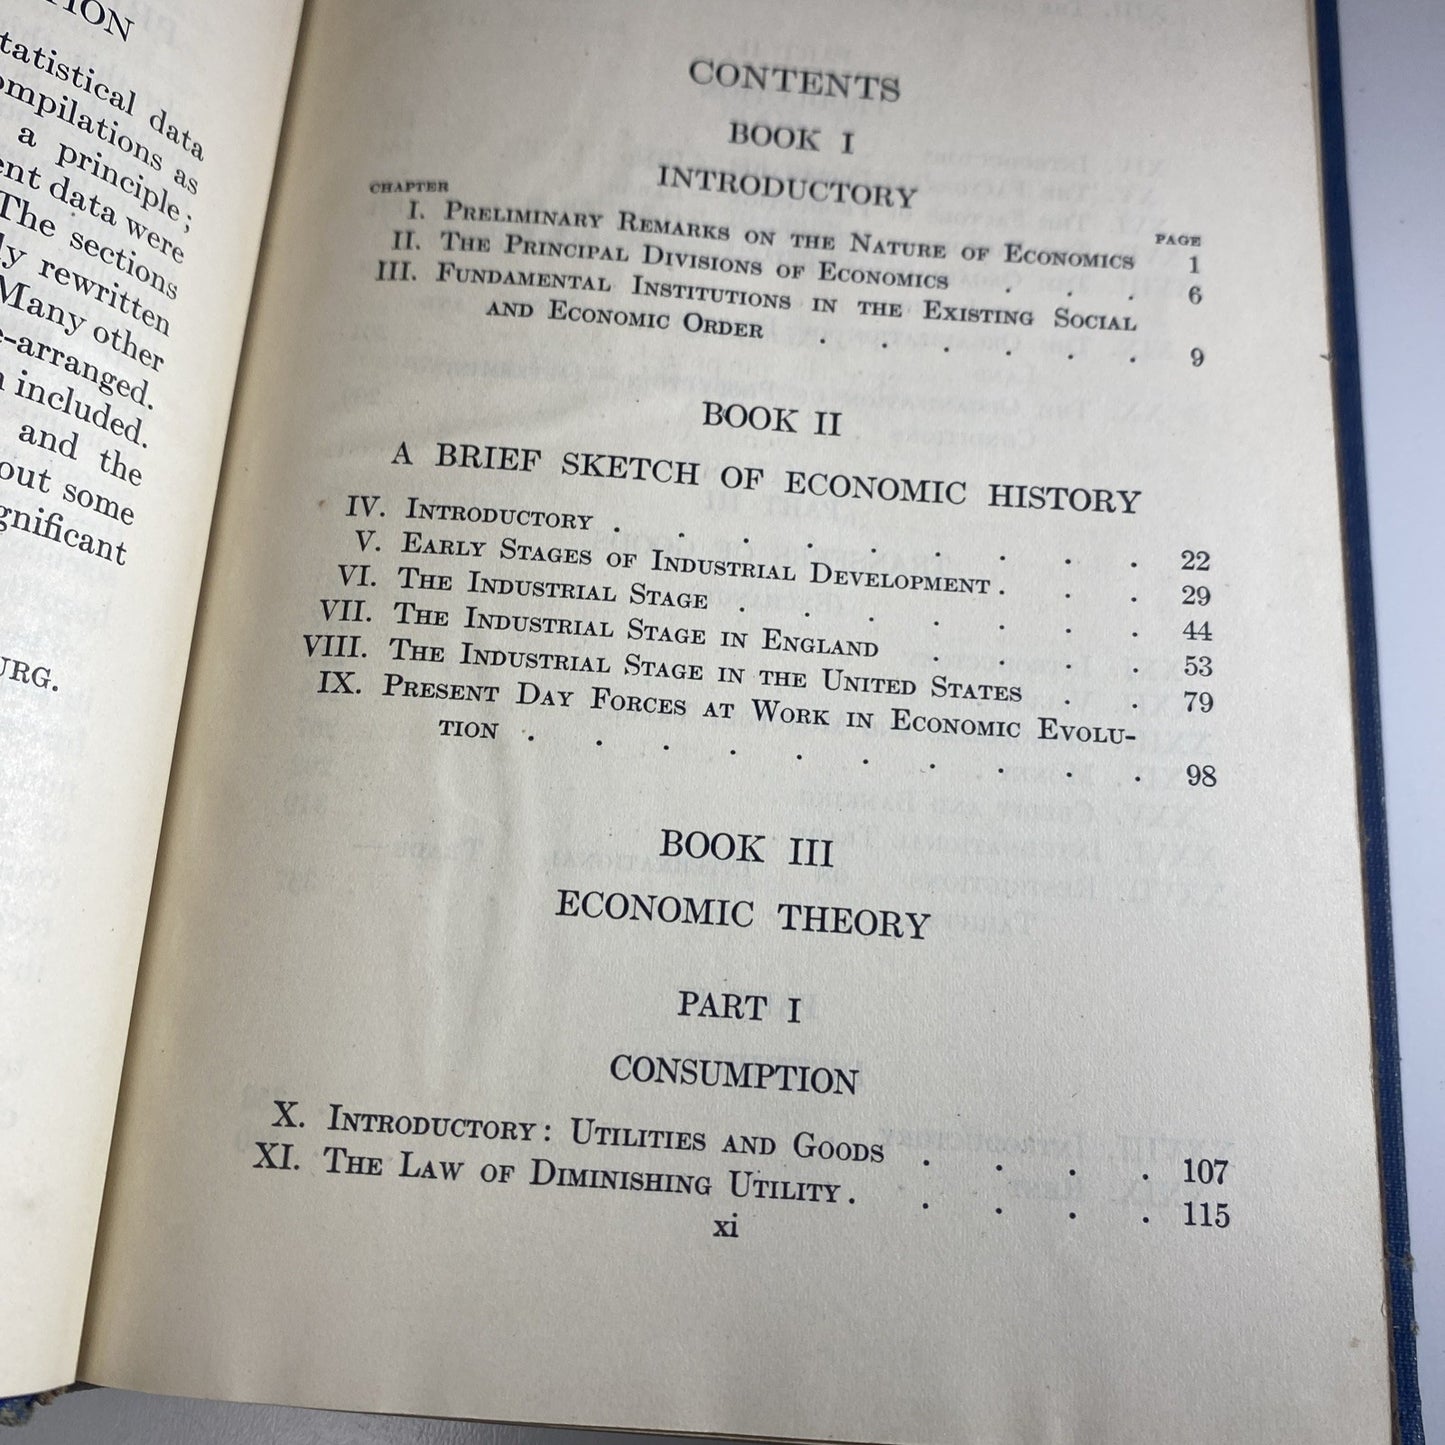 TION
tatistical data
ompilations as
a principle;
ent data were
The sections
ly rewritten
Many other
e-arranged.
included.
and the
out some
gnificant
URG.
CONTENTS
BOOK I
INTRODUCTORY
CHAPTER PAGE
I. Preliminary Remarks on the Nature of Economics 1
II. The Principal Divisions of Economics . . . 6
III. Fundamental Institutions in the Existing Social
and Economic Order . . . . . . 9
BOOK II
A BRIEF SKETCH OF ECONOMIC HISTORY
IV. Introductory . . . . . . . . . 22
V. Early Stages of Industrial Development . . . 29
VI. The Industrial Stage . . . . . . . 44
VII. The Industrial Stage in England . . . . 53
VIII. The Industrial Stage in the United States . . 79
IX. Present Day Forces at Work in Economic Evolu-
tion . . . . . . . . . . 98
BOOK III
ECONOMIC THEORY
PART I
CONSUMPTION
X. Introductory: Utilities and Goods . . . . 107
XI. The Law of Diminishing Utility . . . . . 115
xi